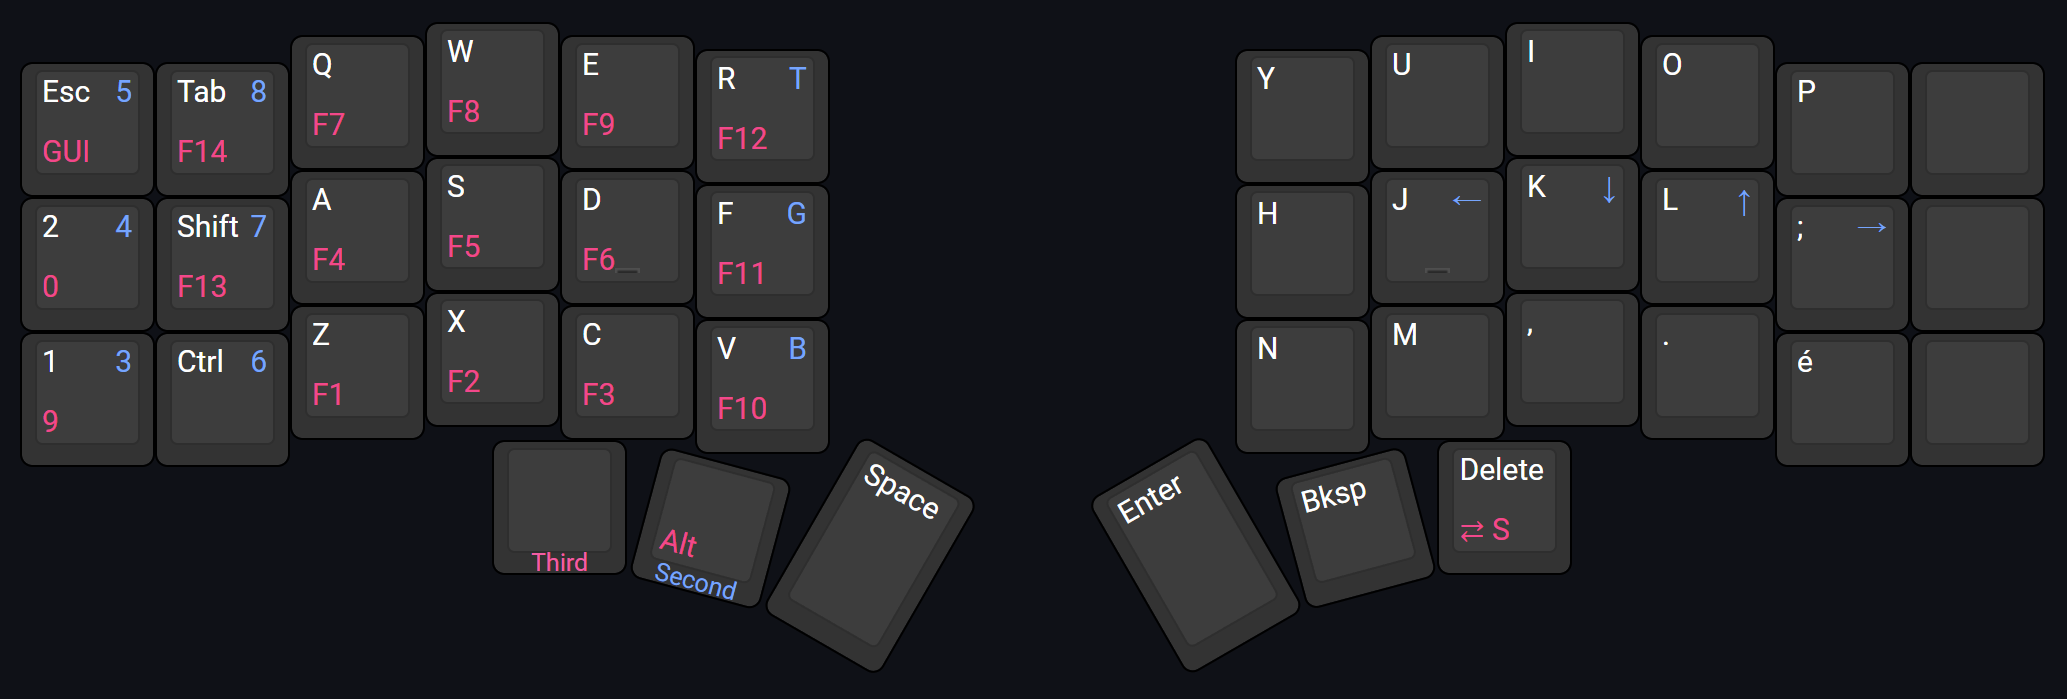 Esc 5 Tab 8 Q W E R T Y U I O P
GUI F14 F7 F8 F9 F12
2 4 Shift 7 A S D F G H J ← K ↓ L ↑ ; →
0 F13 F4 F5 F6 F11
1 3 Ctrl 6 Z X C V B N M , . é
9 F1 F2 F3 F10
Space Enter Bksp Delete
Alt ⇄ S
Third Second